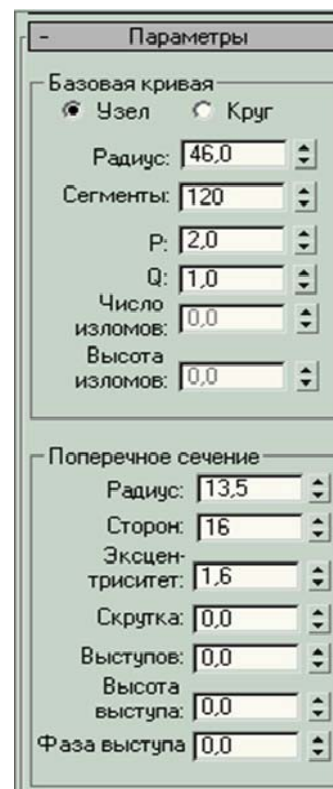 - Параметры
Базовая кривая
Узел Круг
Радиус: 46,0
Сегменты: 120
P: 2,0
Q: 1,0
Число
изломов: 0,0
Высота
изломов: 0,0
Поперечное сечение
Радиус: 13,5
Сторон: 16
Эксцен-
триситет: 1,6
Скрутка: 0,0
Выступов: 0,0
Высота
выступа: 0,0
Фаза выступа 0,0